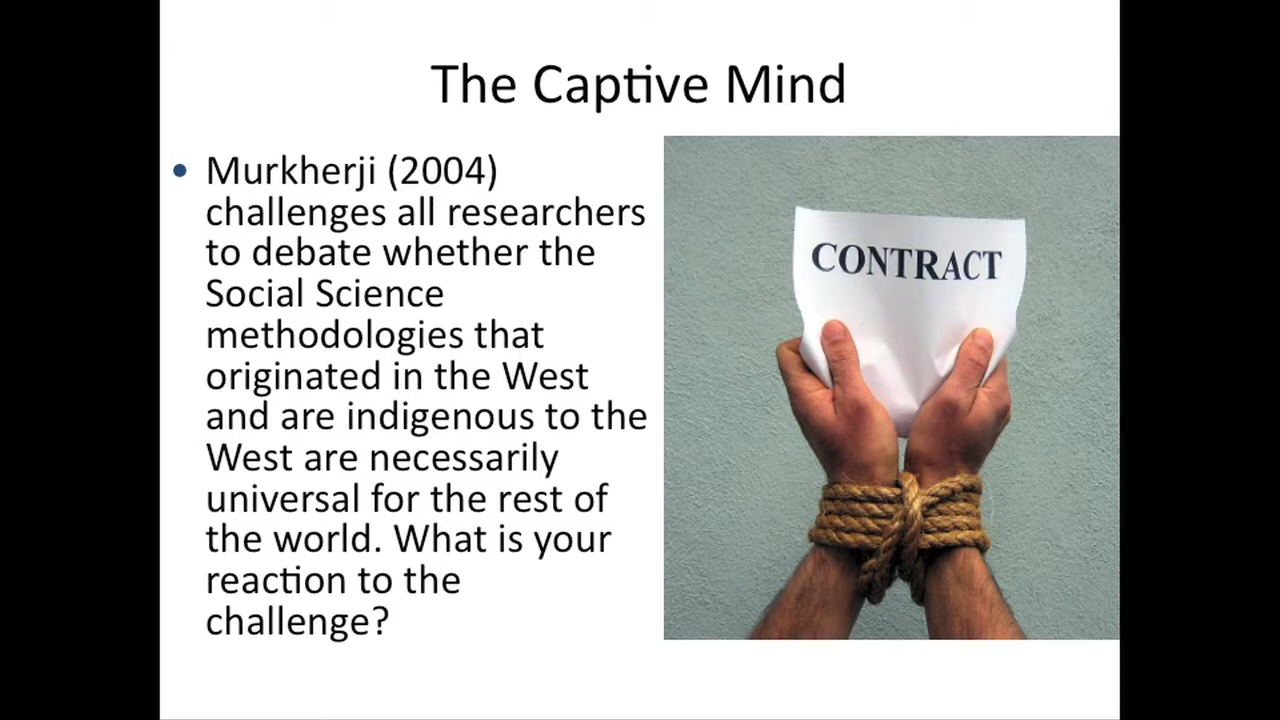 The Captive Mind
• Murkherji (2004)
challenges all researchers
to debate whether the
Social Science
methodologies that
originated in the West
and are indigenous to the
West are necessarily
universal for the rest of
the world. What is your
reaction to the
challenge?
CONTRACT